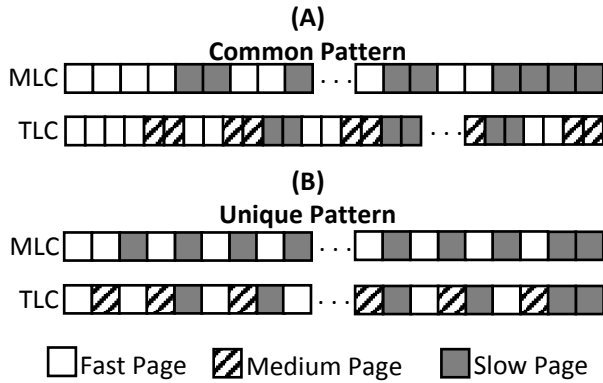 (A)
Common Pattern
MLC . . .
TLC . . .
(B)
Unique Pattern
MLC . . .
TLC . . .
Fast Page Medium Page Slow Page